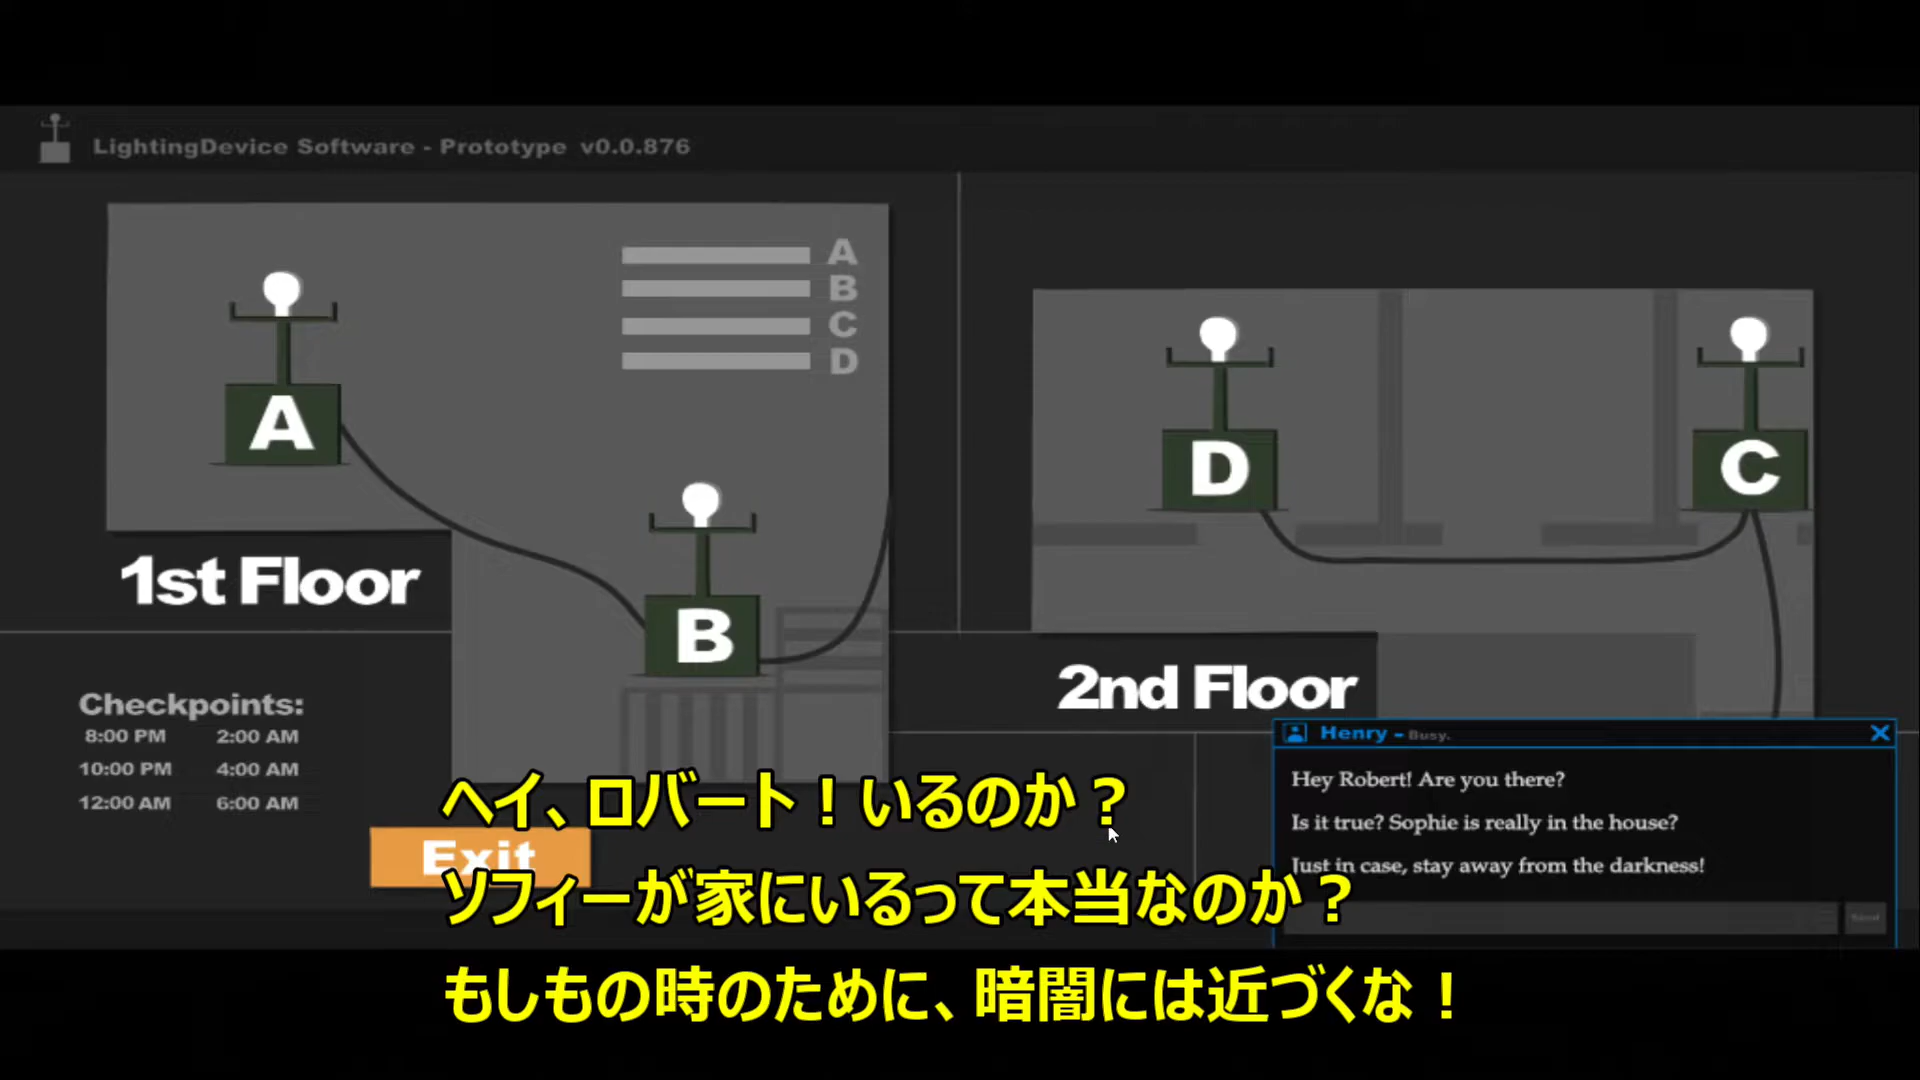 LightingDevice Software - Prototype v0.0.876
A
B
C
D
A
B
1st Floor
D
C
2nd Floor
Checkpoints:
8:00 PM 2:00 AM
10:00 PM 4:00 AM
12:00 AM 6:00 AM
Exit
Henry - Busy.
Hey Robert! Are you there?
Is it true? Sophie is really in the house?
Just in case, stay away from the darkness!
Send
ヘイ、ロバート！いるのか？
ソフィーが家にいるって本当なのか？
もしもの時のために、暗闇には近づくな！